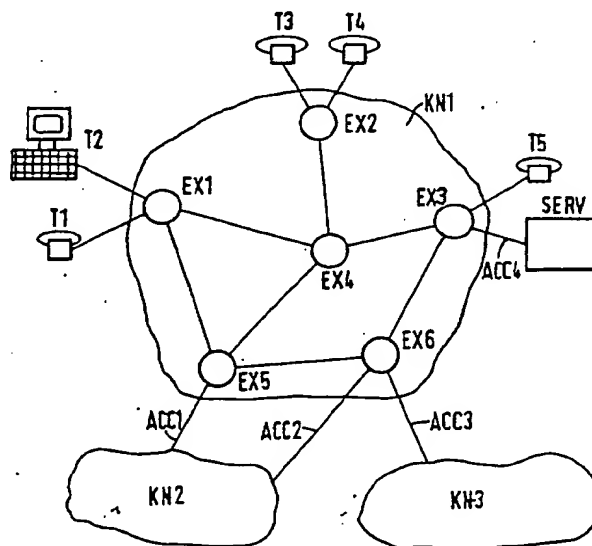 T3 T4
KN1
EX2
T2
T5
EX1
EX3
SERV
T1
ACC4
EX4
EX6
EX5
ACC1
ACC2
ACC3
KN2
KN3